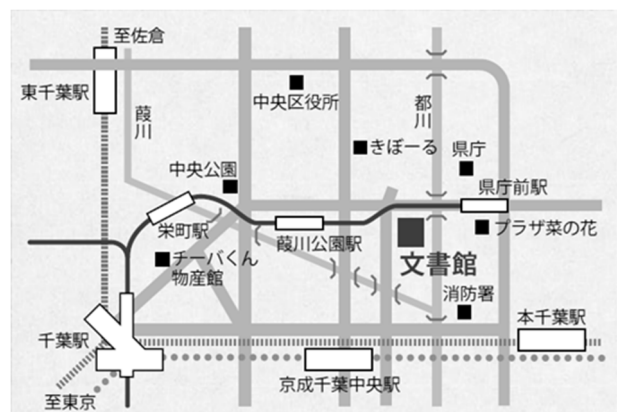 至佐倉
東千葉駅
葭川
中央区役所
都川
きぼーる
県庁
中央公園
県庁前駅
栄町駅
葭川公園駅
プラザ菜の花
文書館
チーバくん
物産館
消防署
本千葉駅
千葉駅
京成千葉中央駅
至東京